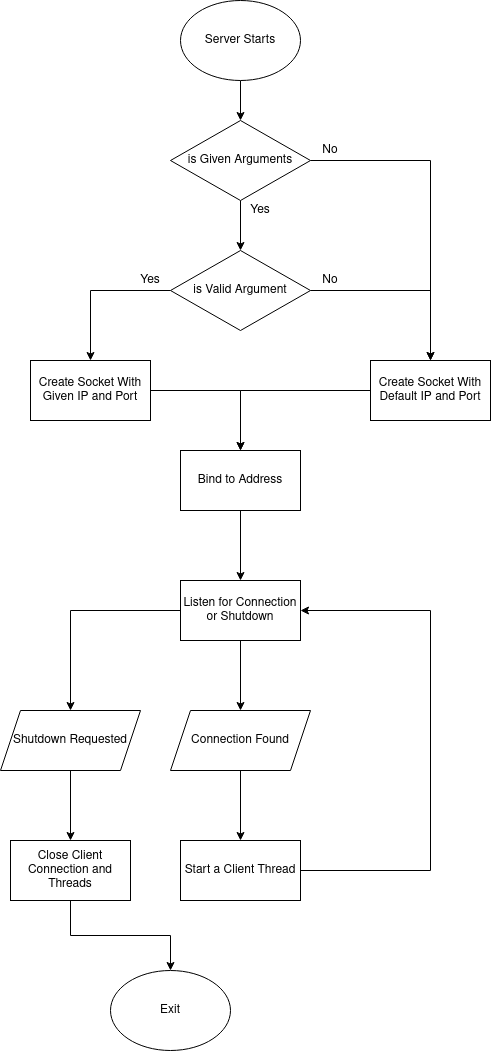 Server Starts
is Given Arguments
No
Yes
Yes
is Valid Argument
No
Create Socket With
Given IP and Port
Create Socket With
Default IP and Port
Bind to Address
Listen for Connection
or Shutdown
Shutdown Requested
Connection Found
Close Client
Connection and
Threads
Start a Client Thread
Exit